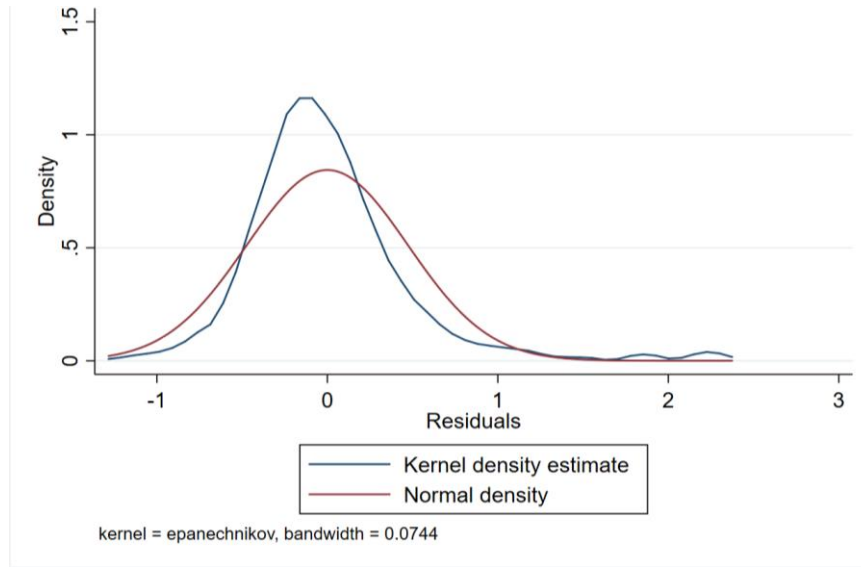 Density
1.5
1
.5
0
-1 0 1 2 3
Residuals
Kernel density estimate
Normal density
kernel = epanechnikov, bandwidth = 0.0744